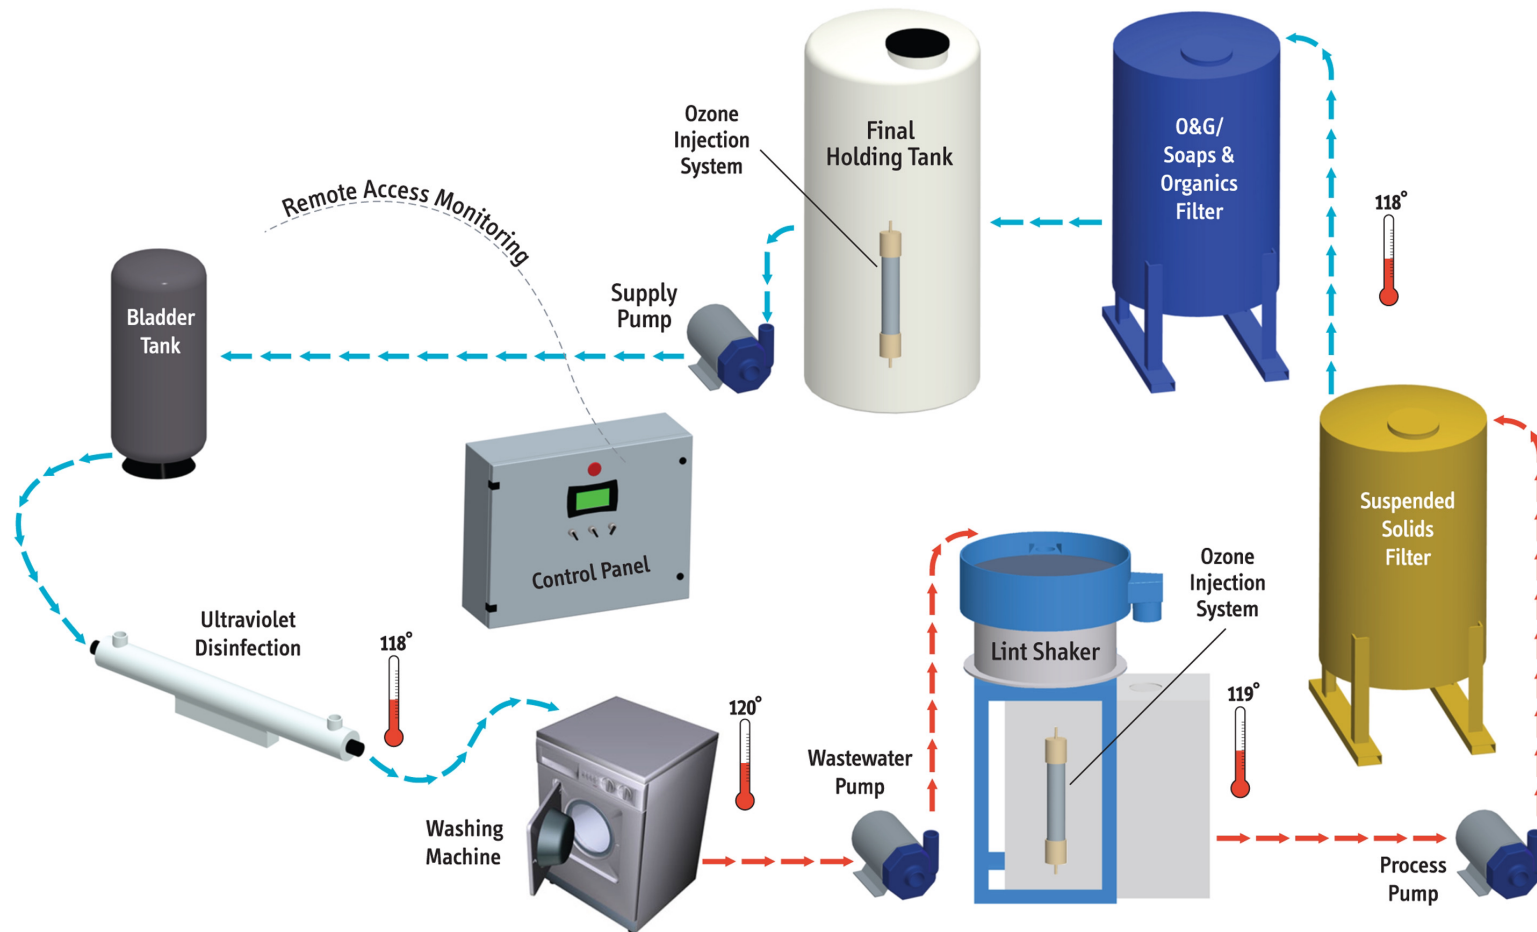 Ozone
Injection
System
Final
Holding Tank
O&G/
Soaps &
Organics
Filter
118°
Remote Access Monitoring
Supply
Pump
Bladder
Tank
Control Panel
Suspended
Solids
Filter
Ozone
Injection
System
Lint Shaker
Ultraviolet
Disinfection
118°
120°
119°
Wastewater
Pump
Washing
Machine
Process
Pump